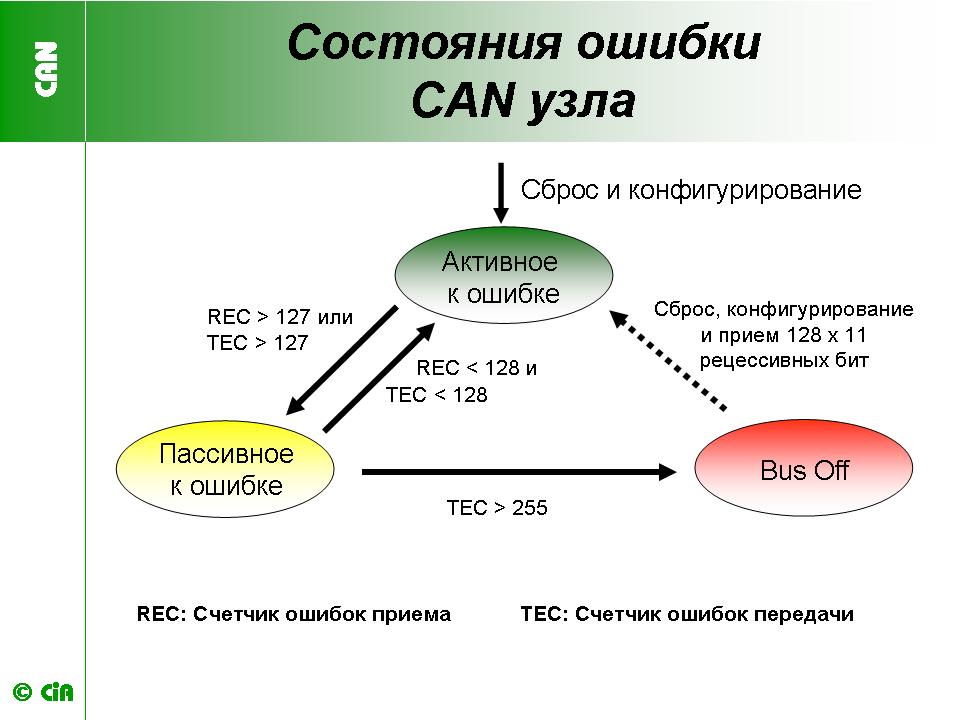 CAN
Состояния ошибки
CAN узла
Сброс и конфигурирование
Активное
к ошибке
REC > 127 или
TEC > 127
REC < 128 и
TEC < 128
Сброс, конфигурирование
и прием 128 x 11
рецессивных бит
Пассивное
к ошибке
TEC > 255
Bus Off
REC: Счетчик ошибок приема
TEC: Счетчик ошибок передачи
© CiA